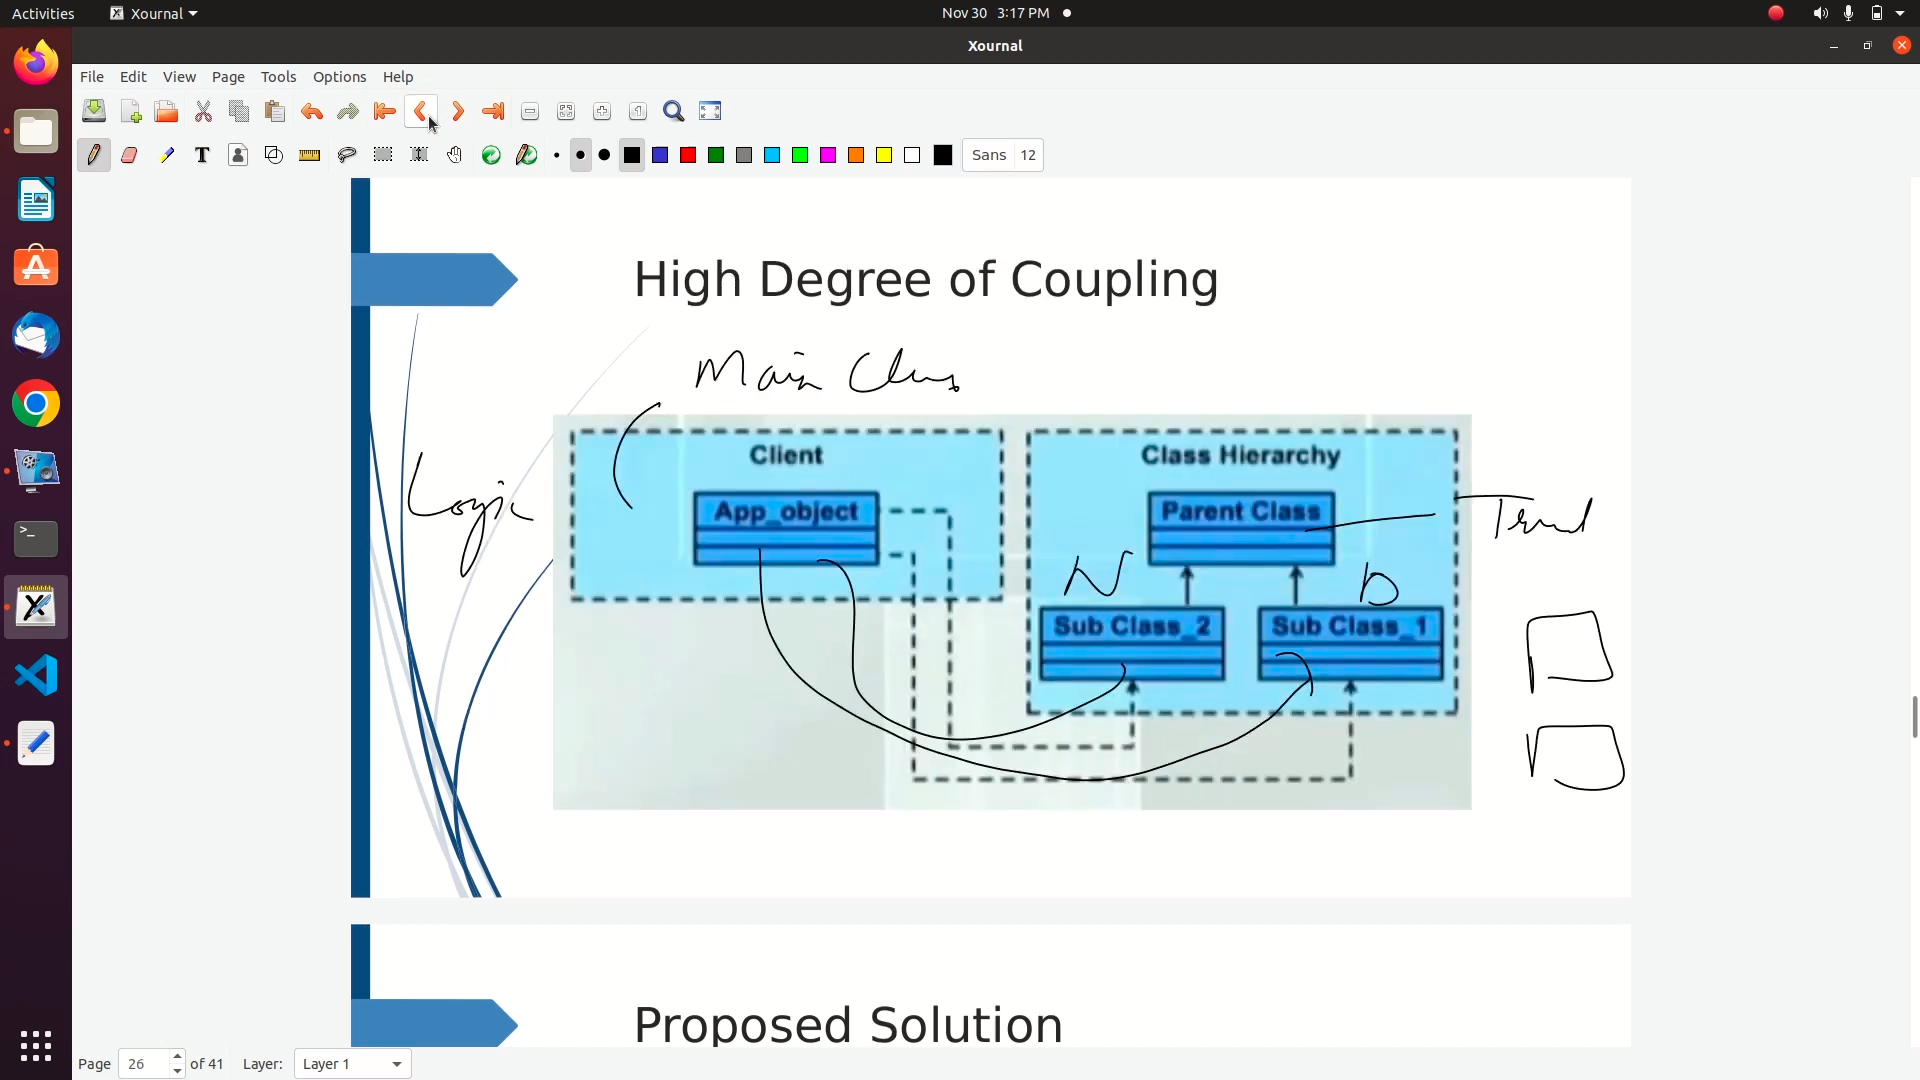 Activities
Xournal
Nov 30 3:17 PM
Xournal
File Edit View Page Tools Options Help
Sans 12
High Degree of Coupling
Main Class
Client
Class Hierarchy
Logic
App_object
Parent Class
N
D
Sub Class_2
Sub Class_1
Proposed Solution
Page 26 of 41 Layer: Layer 1